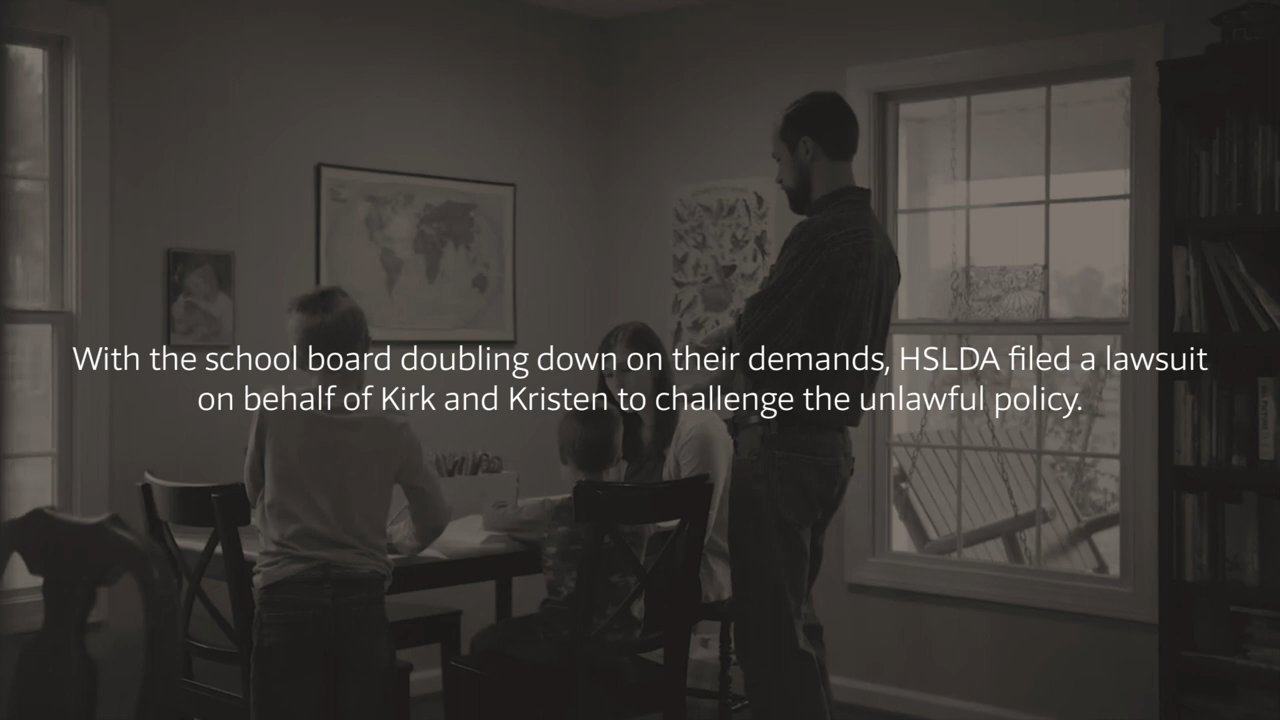 With the school board doubling down on their demands, HSLDA filed a lawsuit
on behalf of Kirk and Kristen to challenge the unlawful policy.